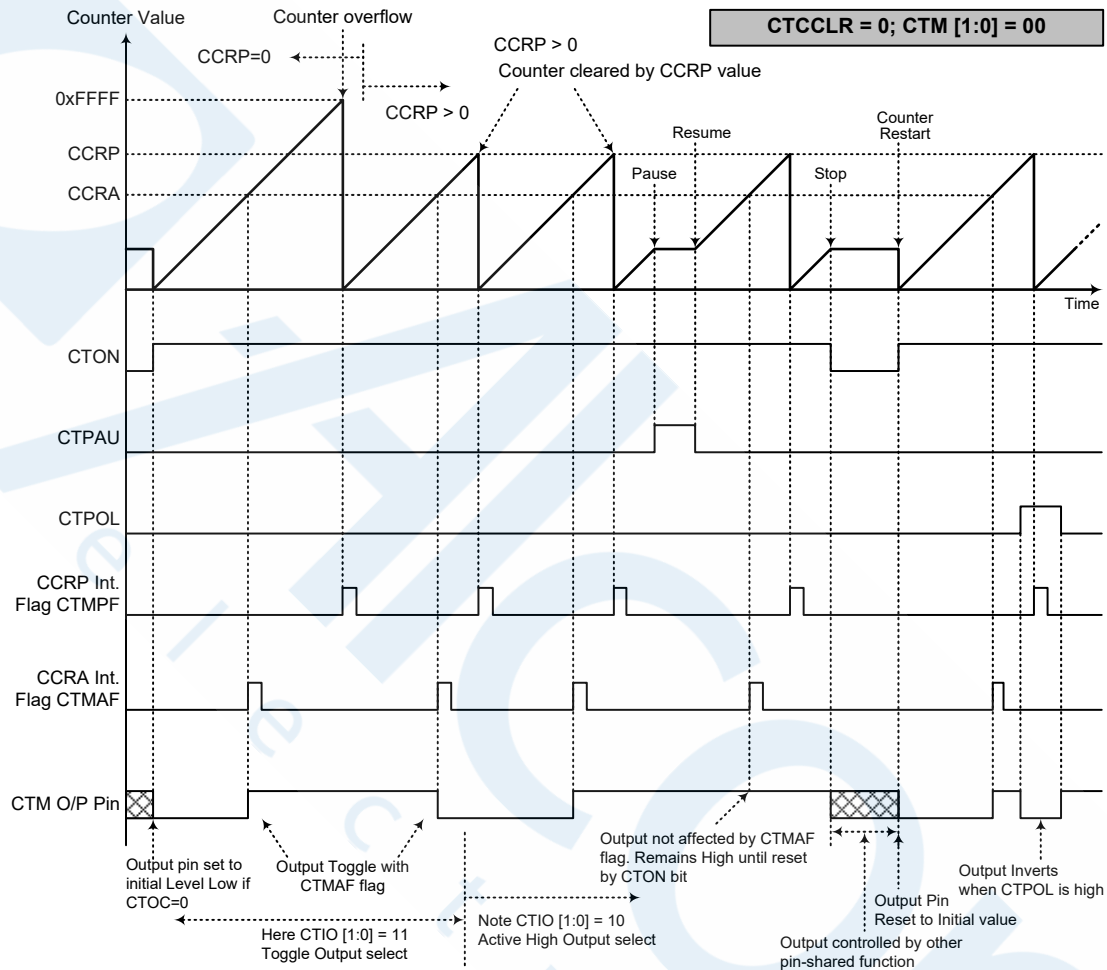 Counter Value
Counter overflow
CTCCLR = 0; CTM [1:0] = 00
CCRP=0
CCRP > 0
CCRP > 0
Counter cleared by CCRP value
0xFFFF
CCRP
CCRA
Pause
Resume
Stop
Counter
Restart
Time
CTON
CTPAU
CTPOL
CCRP Int.
Flag CTMPF
CCRA Int.
Flag CTMAF
CTM O/P Pin
Output pin set to
initial Level Low if
CTOC=0
Output Toggle with
CTMAF flag
Here CTIO [1:0] = 11
Toggle Output select
Note CTIO [1:0] = 10
Active High Output select
Output not affected by CTMAF
flag. Remains High until reset
by CTON bit
Output controlled by other
pin-shared function
Output Pin
Reset to Initial value
Output Inverts
when CTPOL is high